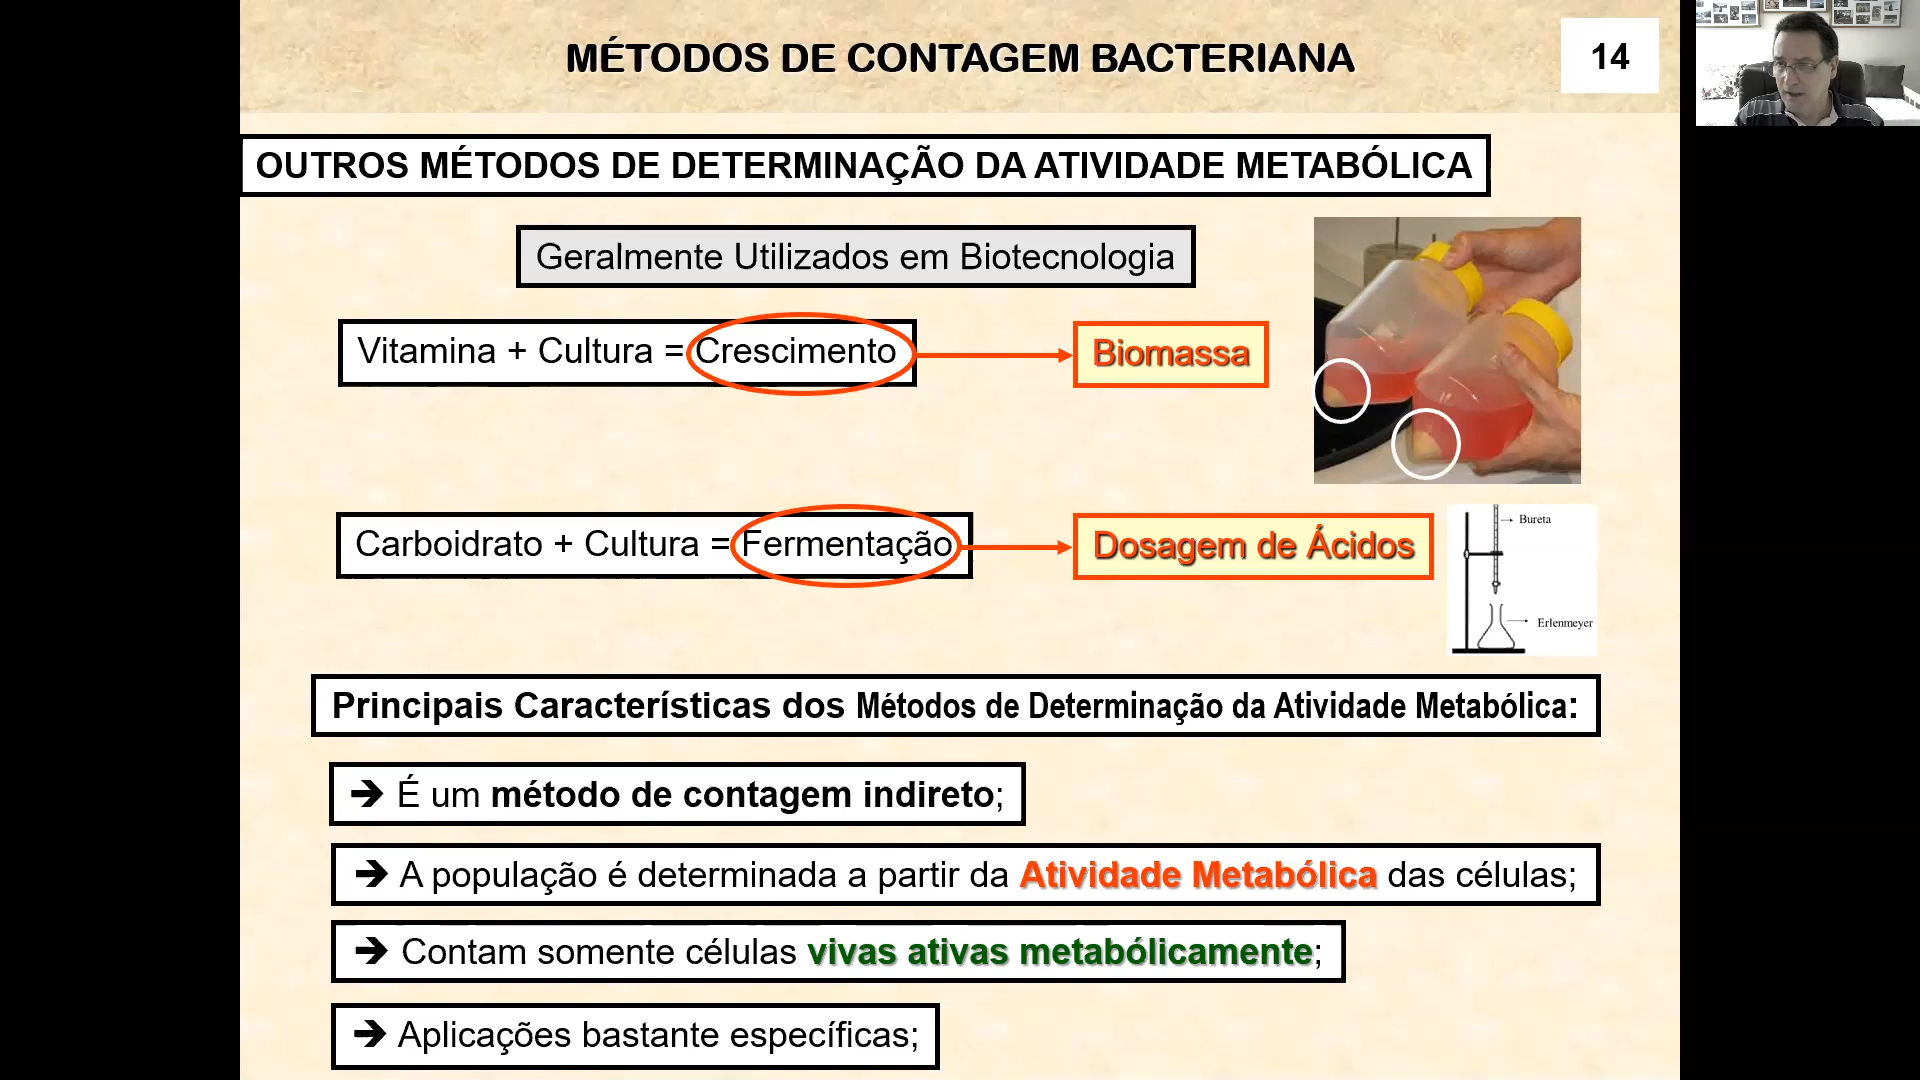 MÉTODOS DE CONTAGEM BACTERIANA
14
OUTROS MÉTODOS DE DETERMINAÇÃO DA ATIVIDADE METABÓLICA
Geralmente Utilizados em Biotecnologia
Vitamina + Cultura = Crescimento
Biomassa
Carboidrato + Cultura = Fermentação
Dosagem de Ácidos
Bureta
Erlenmeyer
Principais Características dos Métodos de Determinação da Atividade Metabólica:
➔ É um método de contagem indireto;
➔ A população é determinada a partir da Atividade Metabólica das células;
➔ Contam somente células vivas ativas metabólicamente;
➔ Aplicações bastante específicas;